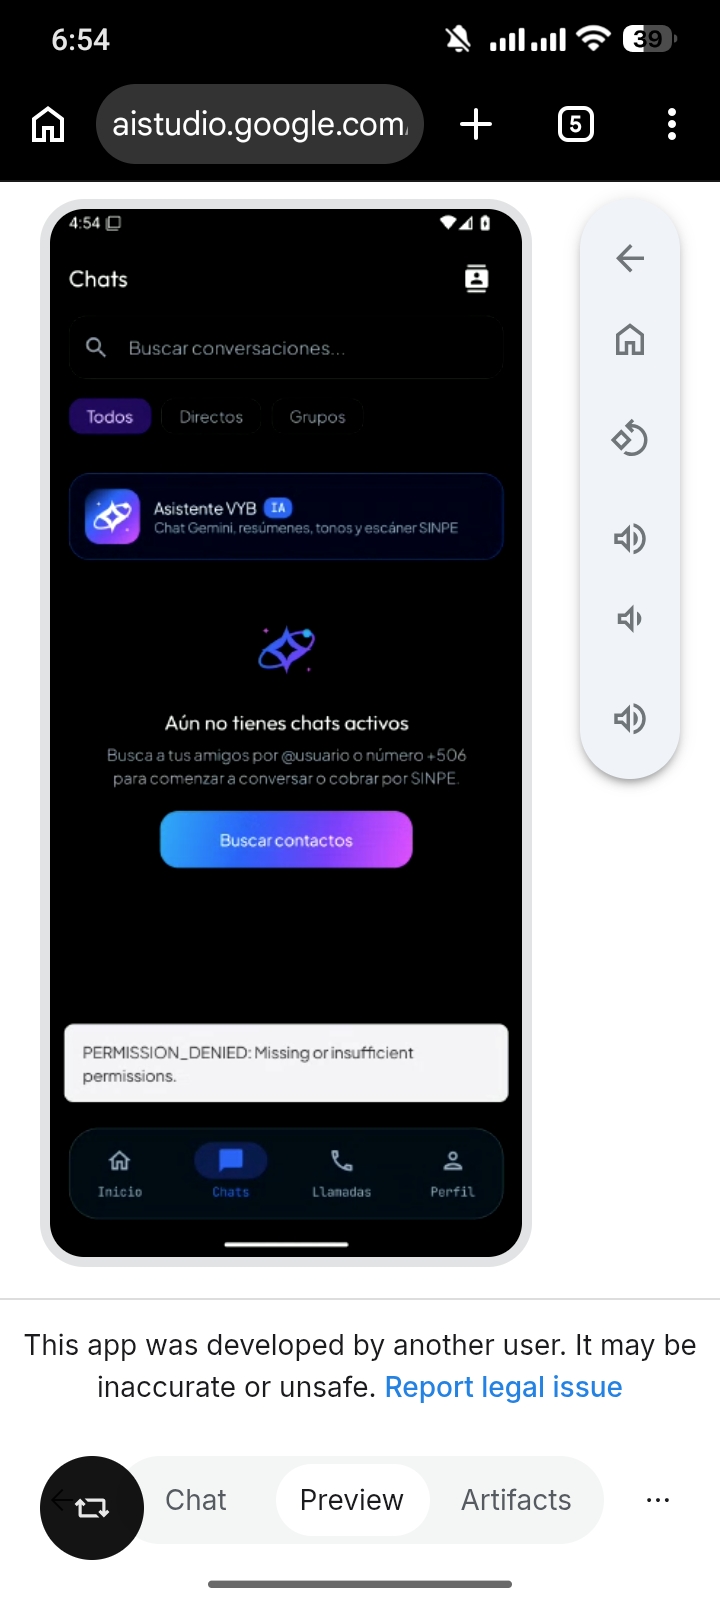 6:54
39
aistudio.google.com/
5
4:54
Chats
Buscar conversaciones...
Todos
Directos
Grupos
Asistente VYB IA
Chat Gemini, resúmenes, tonos y escáner SINPE
Aún no tienes chats activos
Busca a tus amigos por @usuario o número +506
para comenzar a conversar o cobrar por SINPE.
Buscar contactos
PERMISSION_DENIED: Missing or insufficient
permissions.
Inicio
Chats
Llamadas
Perfil
This app was developed by another user. It may be
inaccurate or unsafe. Report legal issue
Chat
Preview
Artifacts